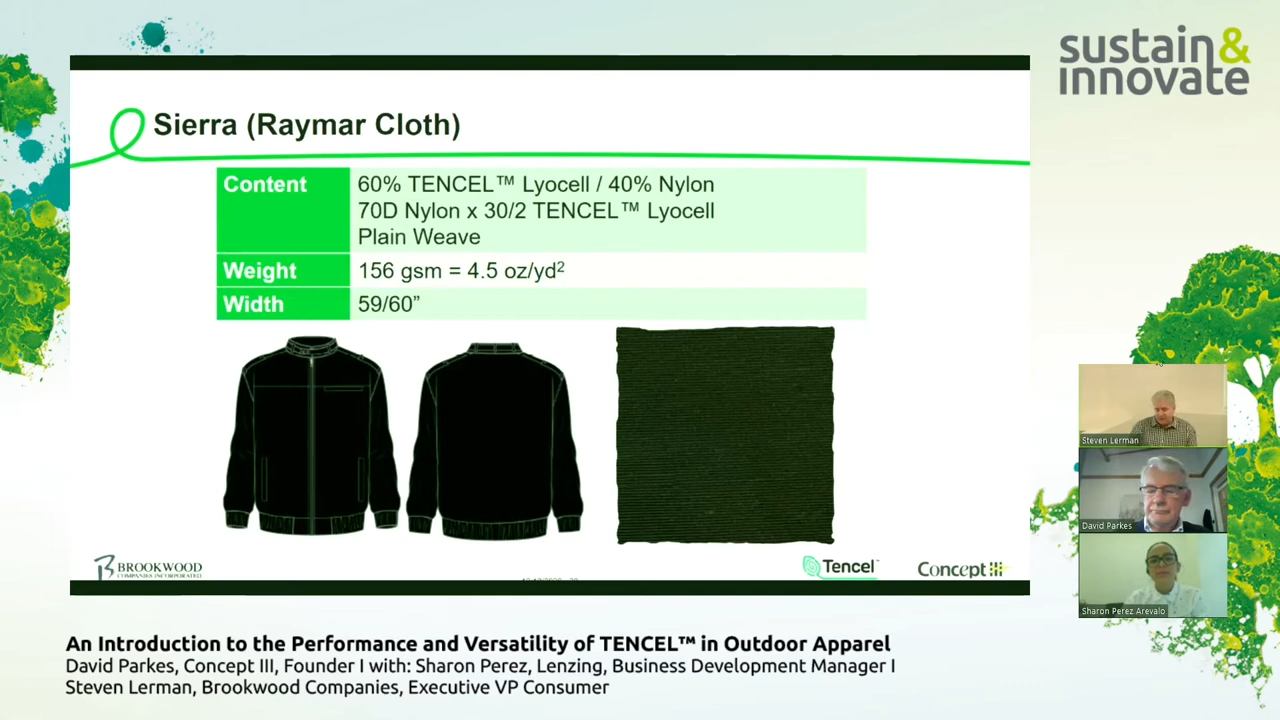 sustain&
innovate
Sierra (Raymar Cloth)
Content
60% TENCEL™ Lyocell / 40% Nylon
70D Nylon x 30/2 TENCEL™ Lyocell
Plain Weave
Weight
156 gsm = 4.5 oz/yd²
Width
59/60”
Steven Lerman
David Parkes
Sharon Perez Arevalo
BROOKWOOD
COMPANIES INCORPORATED
Tencel™
Concept III
An Introduction to the Performance and Versatility of TENCEL™ in Outdoor Apparel
David Parkes, Concept III, Founder I with: Sharon Perez, Lenzing, Business Development Manager I
Steven Lerman, Brookwood Companies, Executive VP Consumer